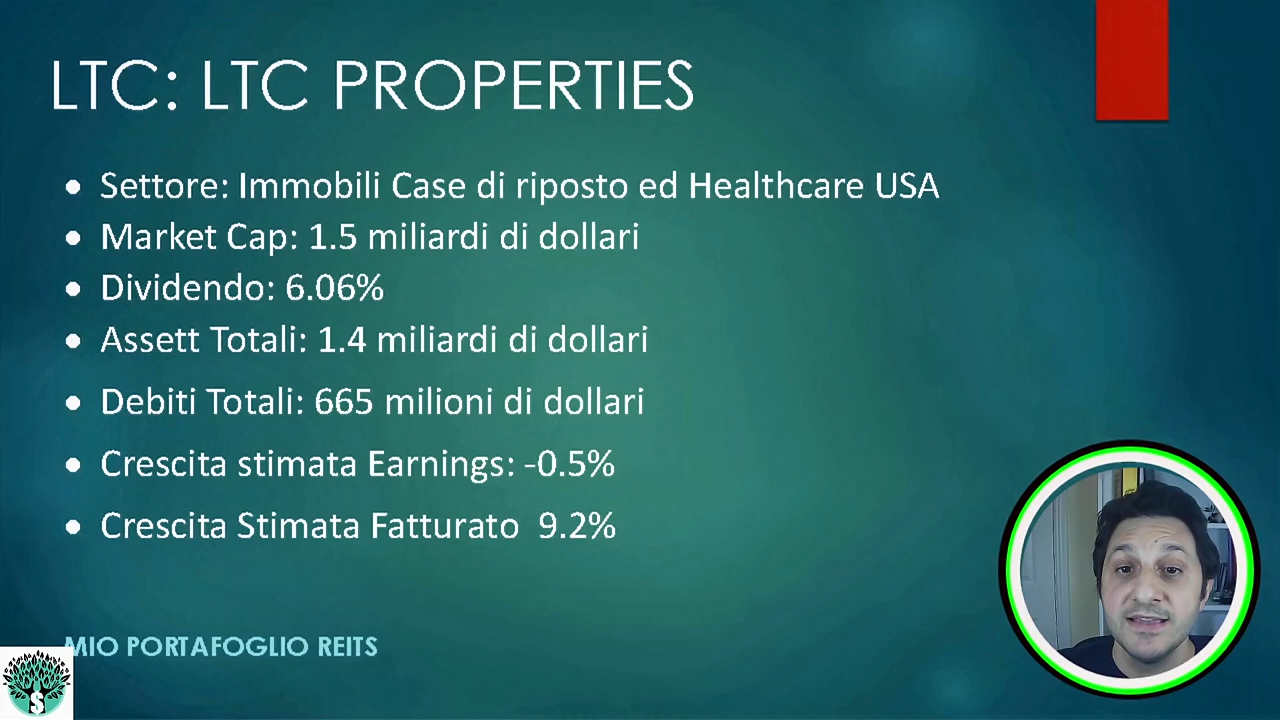 LTC: LTC PROPERTIES
• Settore: Immobili Case di riposto ed Healthcare USA
• Market Cap: 1.5 miliardi di dollari
• Dividendo: 6.06%
• Assett Totali: 1.4 miliardi di dollari
• Debiti Totali: 665 milioni di dollari
• Crescita stimata Earnings: -0.5%
• Crescita Stimata Fatturato 9.2%
MIO PORTAFOGLIO REITS
$